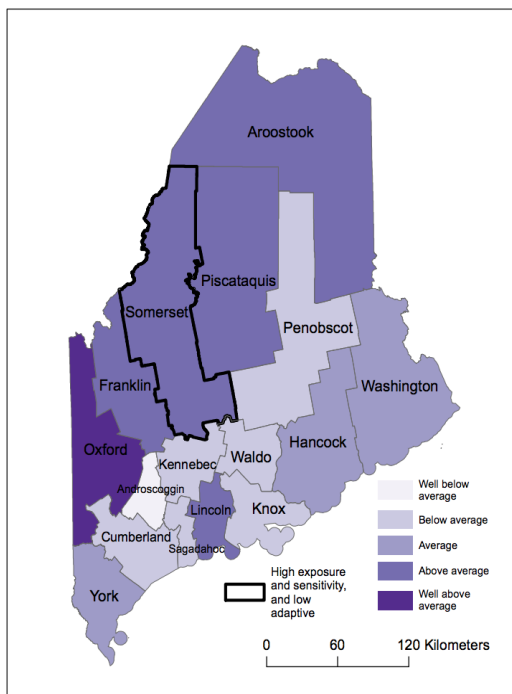 Aroostook
Piscataquis
Somerset
Penobscot
Franklin
Washington
Oxford
Hancock
Kennebec
Waldo
Androscoggin
Lincoln
Knox
Cumberland
Sagadahoc
York
Well below
average
Below average
Average
Above average
Well above
average
High exposure
and sensitivity,
and low
adaptive
0 60 120 Kilometers